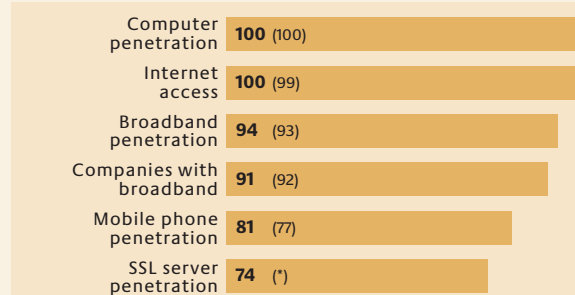 Computer
penetration
100 (100)
Internet
access
100 (99)
Broadband
penetration
94 (93)
Companies with
broadband
91 (92)
Mobile phone
penetration
81 (77)
SSL server
penetration
74 (*)